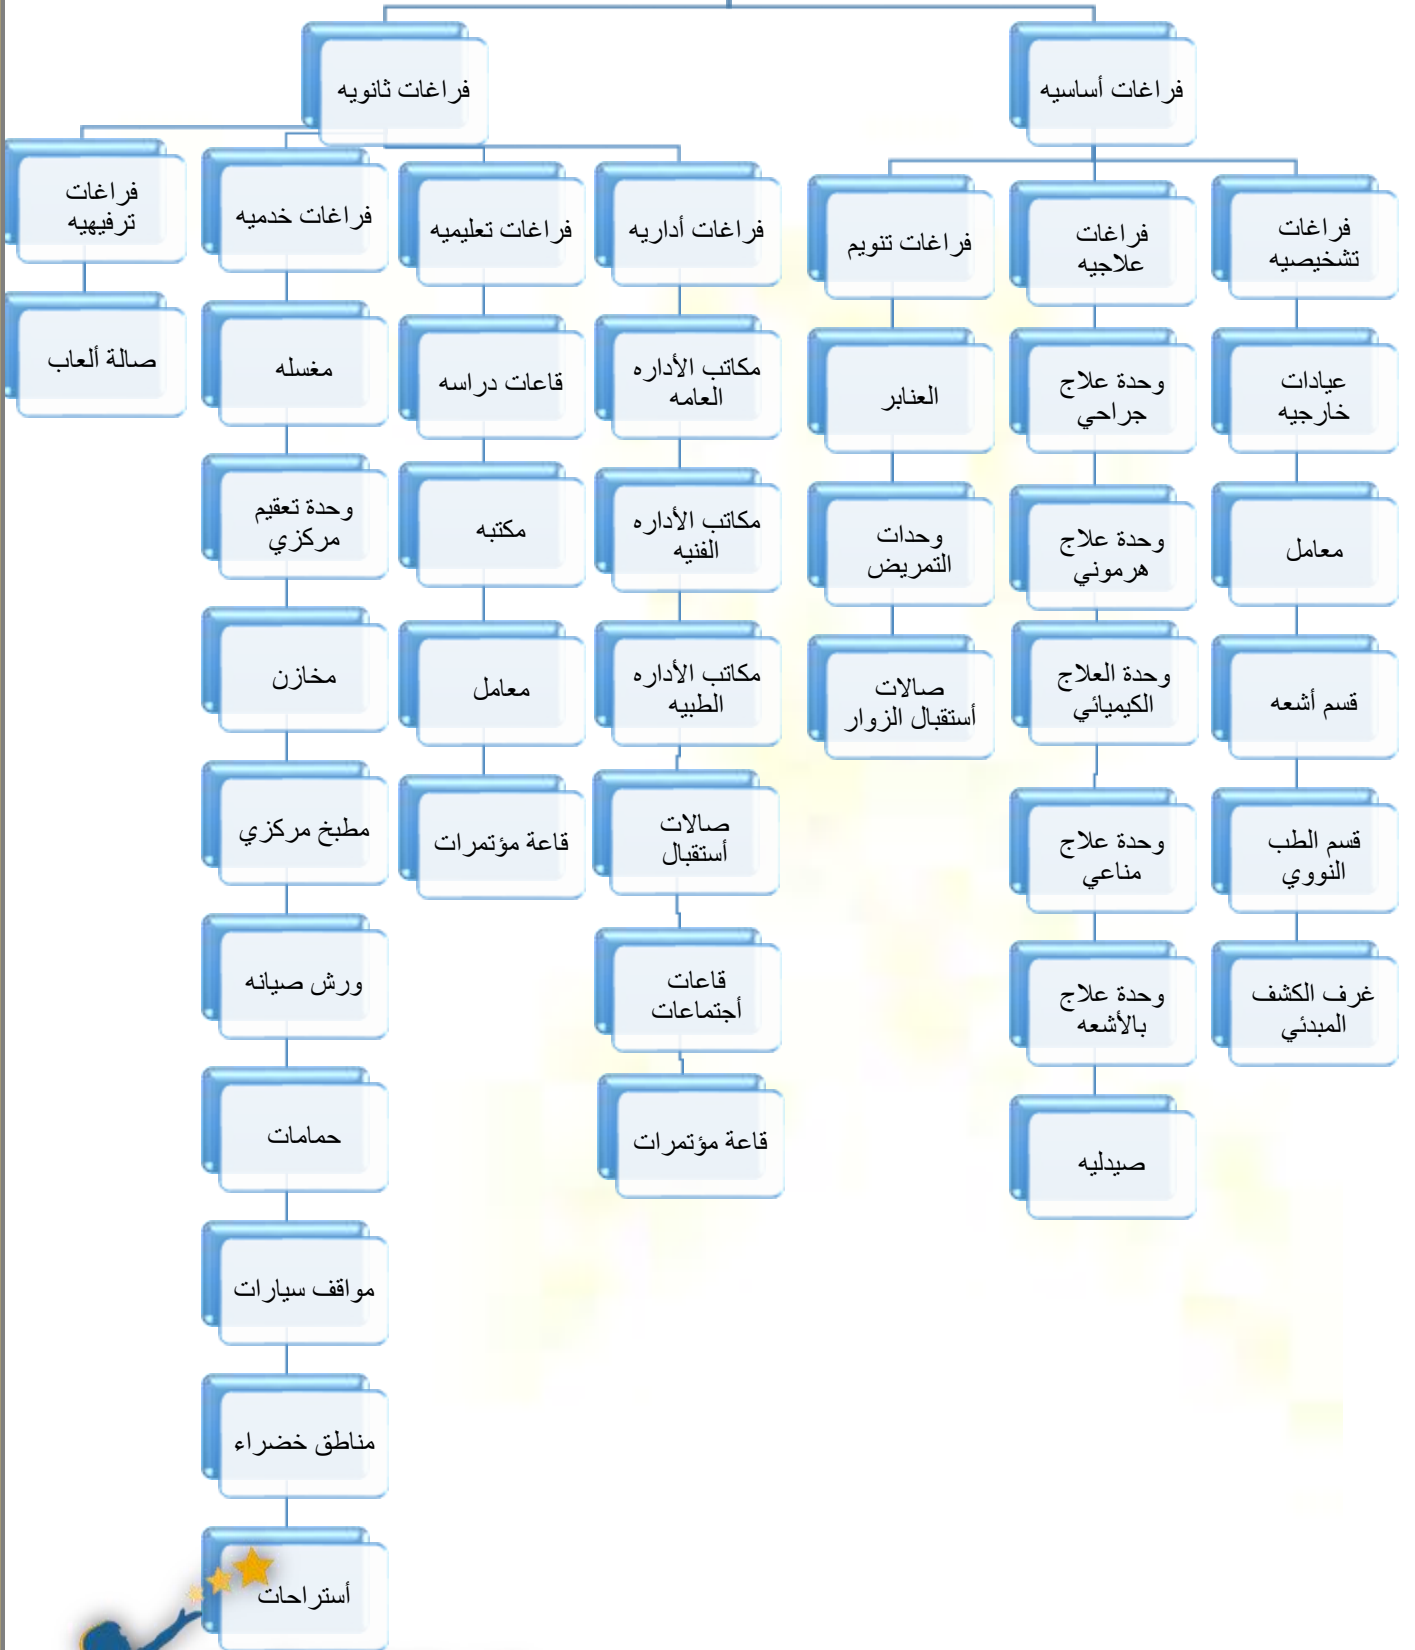 فراغات أساسيه
فراغات ثانويه
فراغات
تشخيصيه
عيادات
خارجيه
معامل
قسم أشعه
قسم الطب
النووي
غرف الكشف
المبدئي
فراغات
علاجيه
وحدة علاج
جراحي
وحدة علاج
هرموني
وحدة العلاج
الكيميائي
وحدة علاج
مناعي
وحدة علاج
بالأشعه
صيدليه
فراغات تنويم
العنابر
وحدات
التمريض
صالات
أستقبال الزوار
فراغات أداريه
مكاتب الأداره
العامه
مكاتب الأداره
الفنيه
مكاتب الأداره
الطبيه
صالات
أستقبال
قاعات
أجتماعات
قاعة مؤتمرات
فراغات تعليميه
قاعات دراسه
مكتبه
معامل
قاعة مؤتمرات
فراغات خدميه
مغسله
وحدة تعقيم
مركزي
مخازن
مطبخ مركزي
ورش صيانه
حمامات
مواقف سيارات
مناطق خضراء
أستراحات
فراغات
ترفيهيه
صالة ألعاب